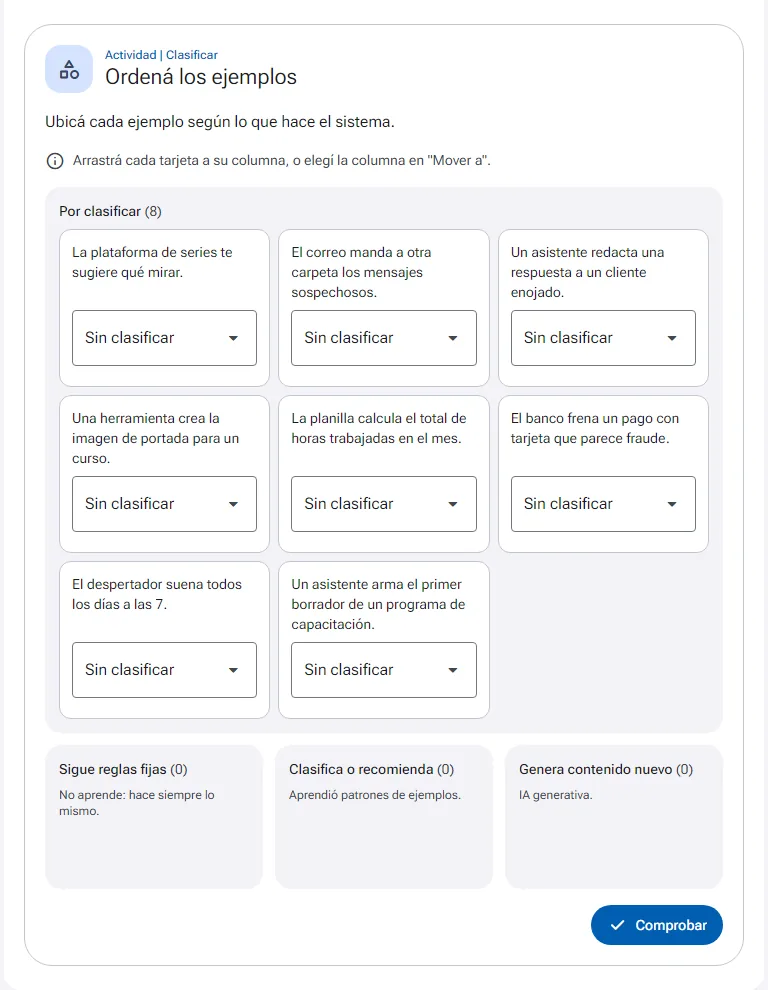 Actividad | Clasificar
Ordená los ejemplos
Ubicá cada ejemplo según lo que hace el sistema.
Arrastrá cada tarjeta a su columna, o elegí la columna en "Mover a".
Por clasificar (8)
La plataforma de series te
sugiere qué mirar.
Sin clasificar
El correo manda a otra
carpeta los mensajes
sospechosos.
Sin clasificar
Un asistente redacta una
respuesta a un cliente
enojado.
Sin clasificar
Una herramienta crea la
imagen de portada para un
curso.
Sin clasificar
La planilla calcula el total de
horas trabajadas en el mes.
Sin clasificar
El banco frena un pago con
tarjeta que parece fraude.
Sin clasificar
El despertador suena todos
los días a las 7.
Sin clasificar
Un asistente arma el primer
borrador de un programa de
capacitación.
Sin clasificar
Sigue reglas fijas (0)
No aprende: hace siempre lo
mismo.
Clasifica o recomienda (0)
Aprendió patrones de ejemplos.
Genera contenido nuevo (0)
IA generativa.
Comprobar